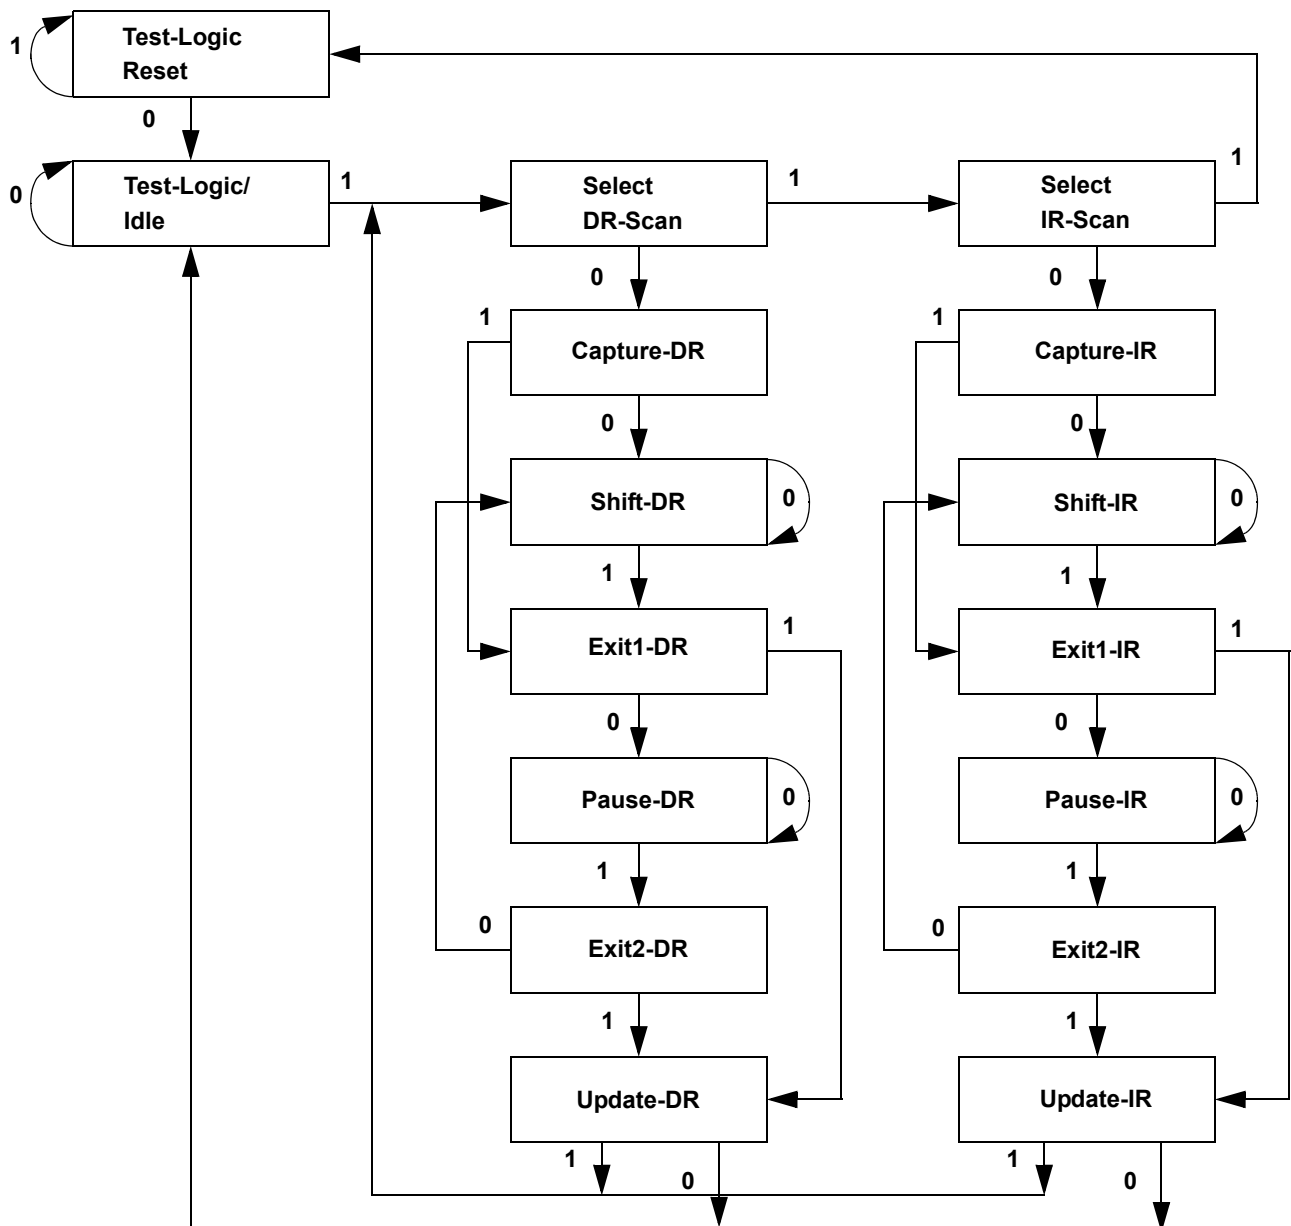 Test-Logic
Reset
1
0
Test-Logic/
Idle
0
1
Select
DR-Scan
1
Select
IR-Scan
1
0
0
1
Capture-DR
1
Capture-IR
0
0
Shift-DR
0
Shift-IR
0
1
1
Exit1-DR
1
Exit1-IR
1
0
0
Pause-DR
0
Pause-IR
0
1
1
0
Exit2-DR
0
Exit2-IR
1
1
Update-DR
Update-IR
1
0
1
0